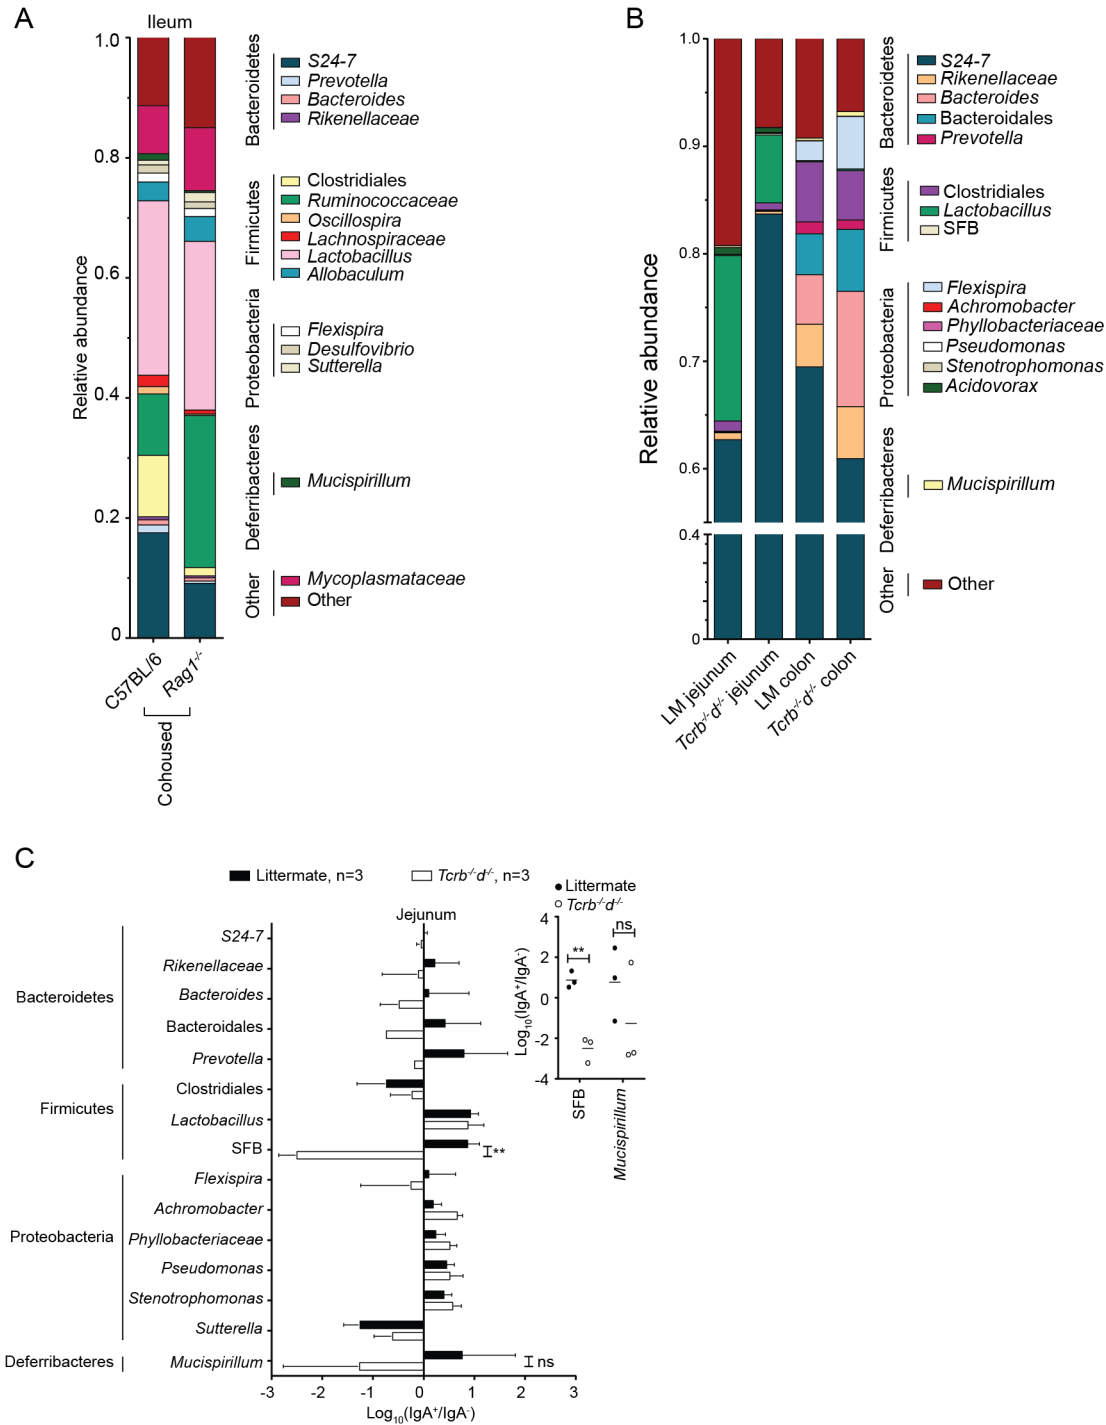 A
Ileum
1.0
0.8
0.6
0.4
0.2
0
Relative abundance
C57BL/6
Rag1-/-
Cohoused
Bacteroidetes
S24-7
Prevotella
Bacteroides
Rikenellaceae
Firmicutes
Clostridiales
Ruminococcaceae
Oscillospira
Lachnospiraceae
Lactobacillus
Allobaculum
Proteobacteria
Flexispira
Desulfovibrio
Sutterella
Deferribacteres
Mucispirillum
Other
Mycoplasmataceae
Other
B
1.0
0.9
0.8
0.7
0.6
0.4
0
Relative abundance
LM jejunum
Tcrb-/-d-/- jejunum
LM colon
Tcrb-/-d-/- colon
Bacteroidetes
S24-7
Rikenellaceae
Bacteroides
Bacteroidales
Prevotella
Firmicutes
Clostridiales
Lactobacillus
SFB
Proteobacteria
Flexispira
Achromobacter
Phyllobacteriaceae
Pseudomonas
Stenotrophomonas
Acidovorax
Deferribacteres
Mucispirillum
Other
Other
C
Littermate, n=3
Tcrb-/-d-/-, n=3
Jejunum
Bacteroidetes
S24-7
Rikenellaceae
Bacteroides
Bacteroidales
Prevotella
Firmicutes
Clostridiales
Lactobacillus
SFB
**
Proteobacteria
Flexispira
Achromobacter
Phyllobacteriaceae
Pseudomonas
Stenotrophomonas
Sutterella
Deferribacteres
Mucispirillum
ns
-3 -2 -1 0 1 2 3
Log10(IgA+/IgA-)
Littermate
Tcrb-/-d-/-
4
2
0
-2
-4
Log10(IgA+/IgA-)
**
ns
SFB
Mucispirillum